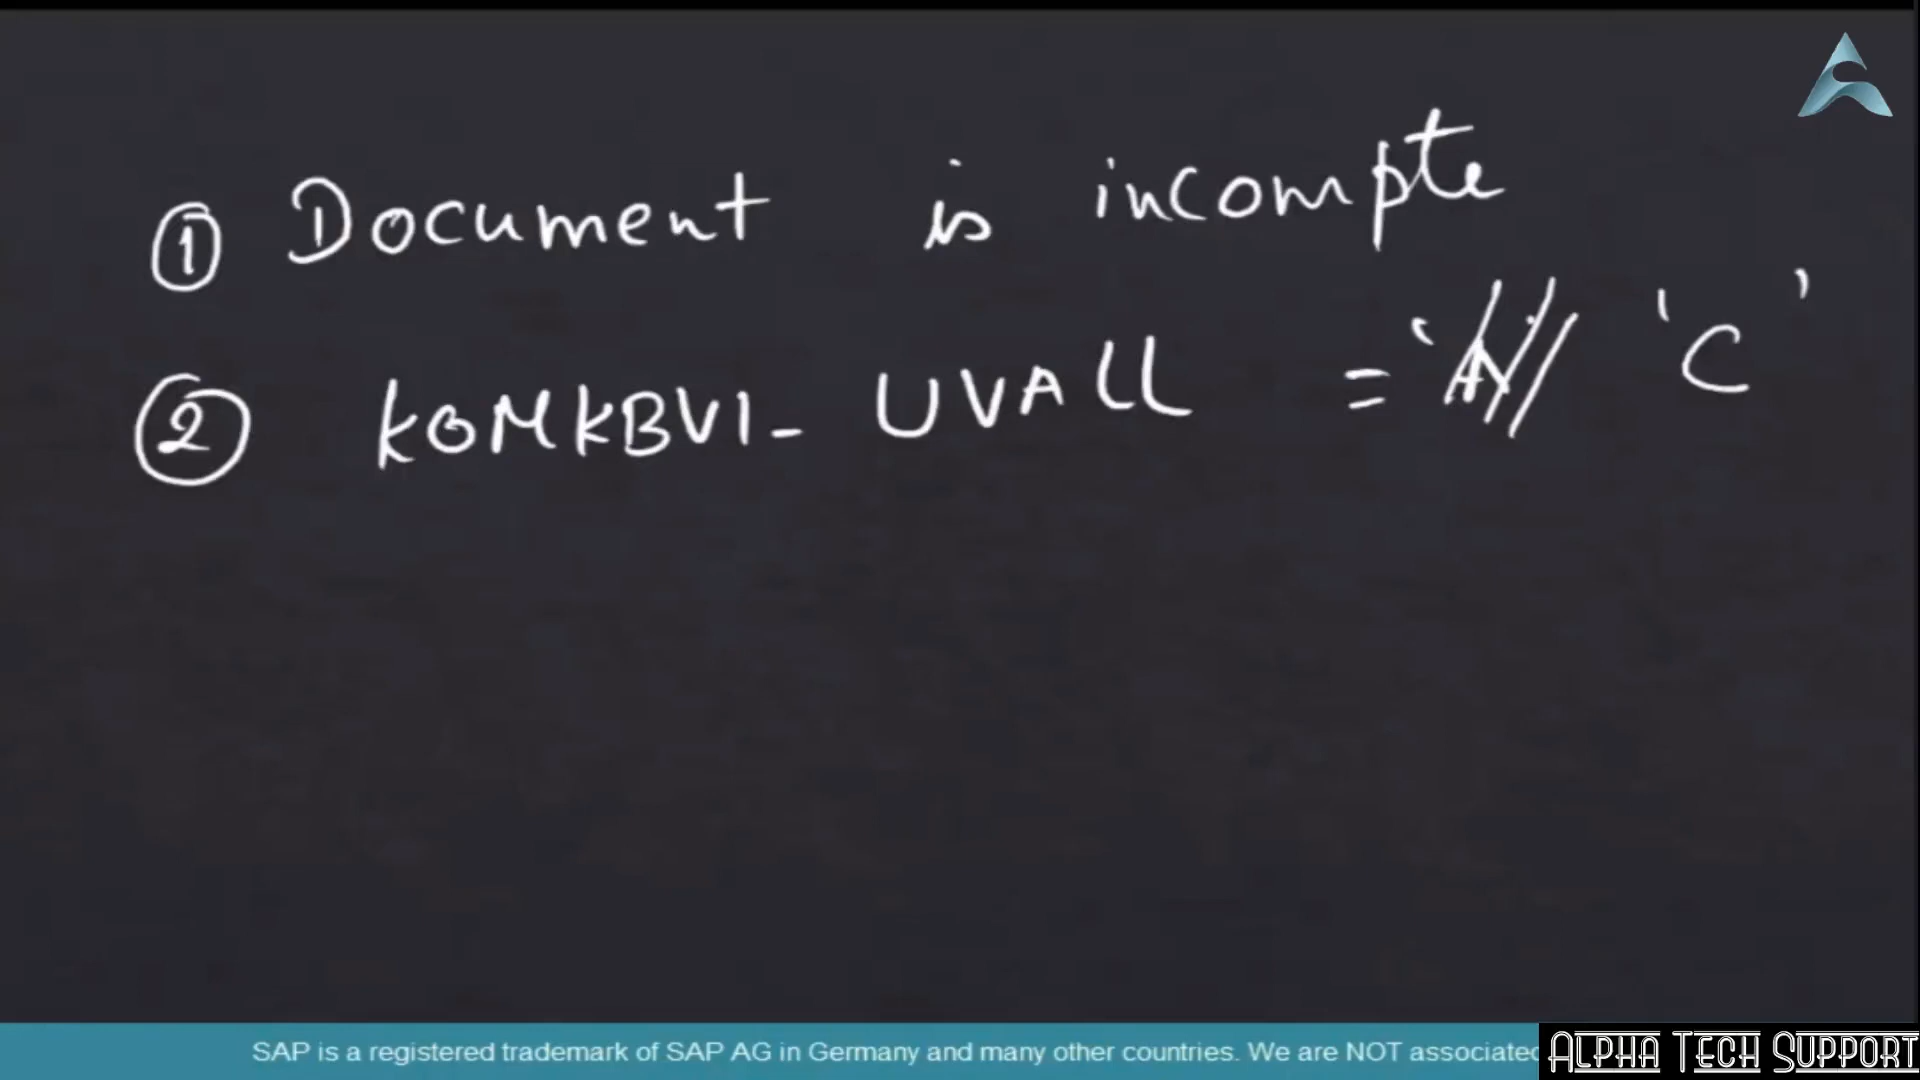 ① Document is incompte
② KOMKBV1- UVALL = ' 'C'
SAP is a registered trademark of SAP AG in Germany and many other countries. We are NOT associated
ALPHA TECH SUPPORT